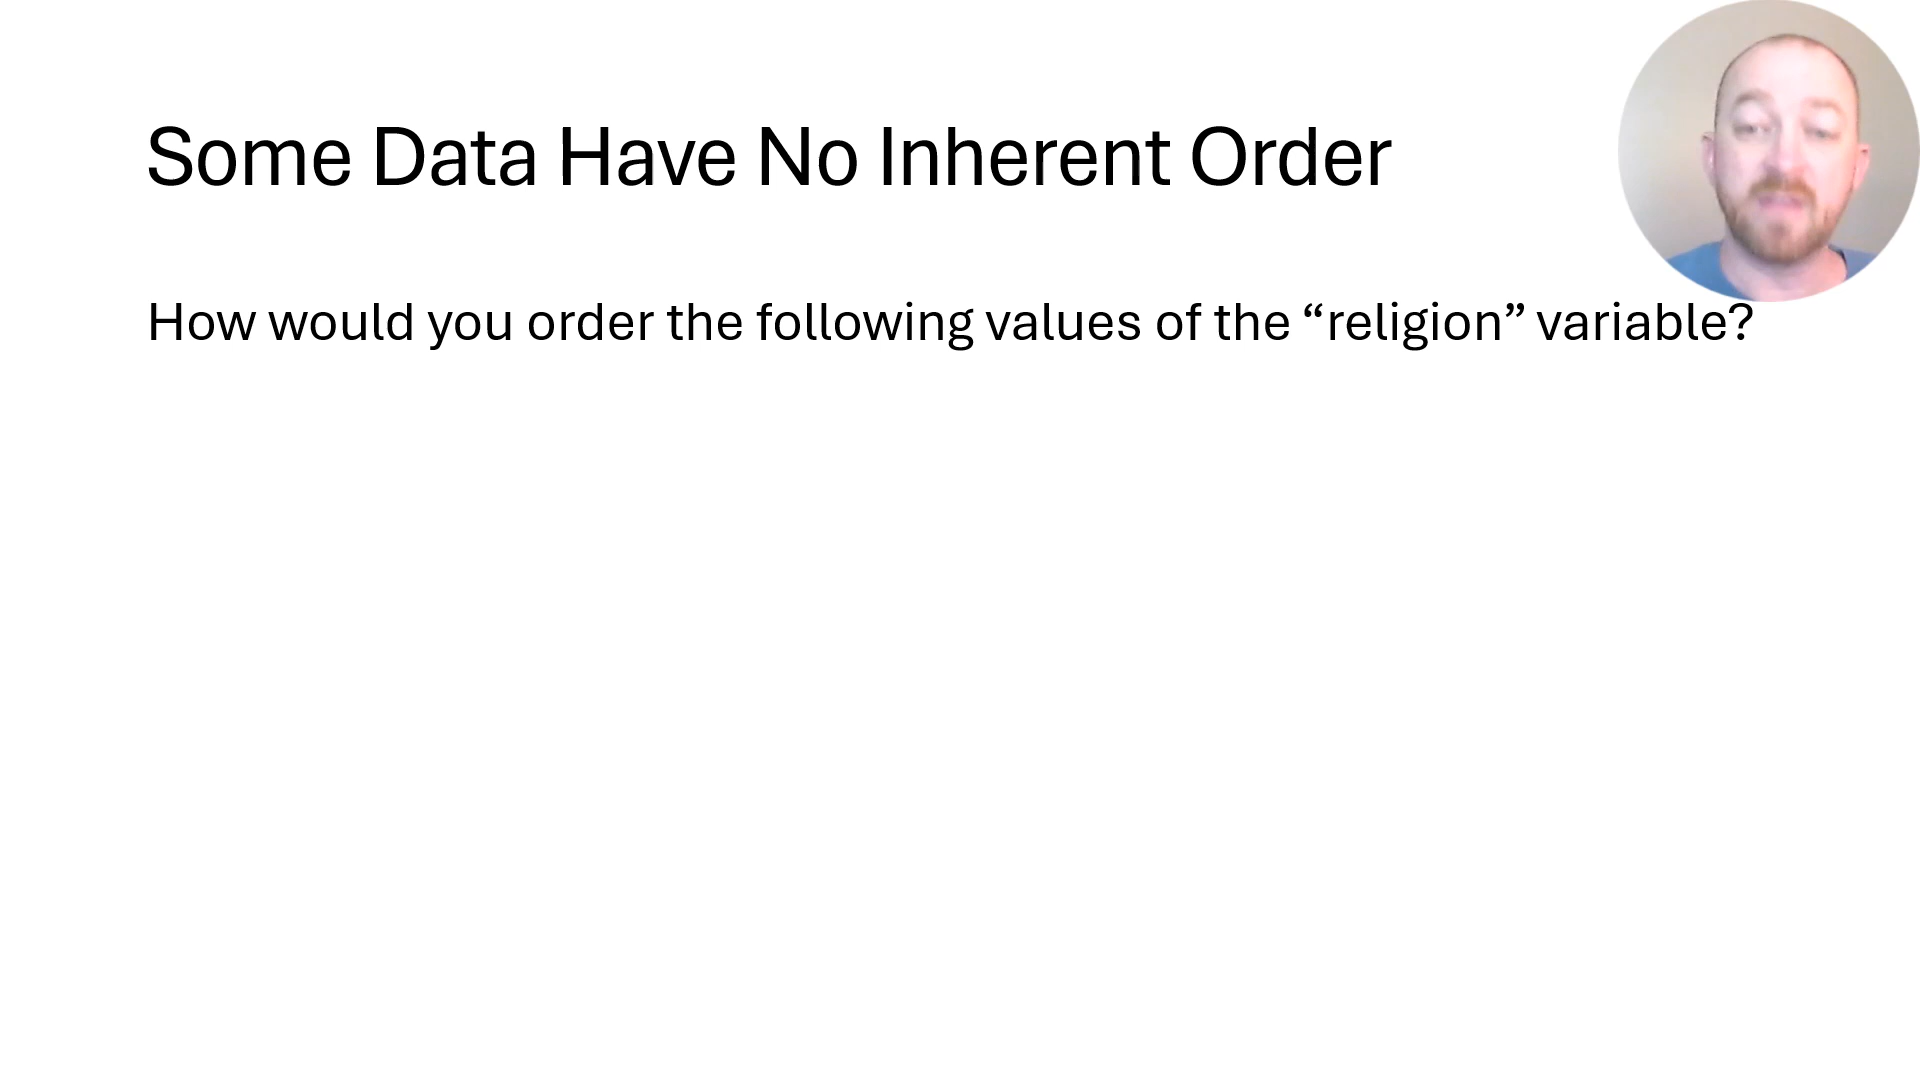 Some Data Have No Inherent Order
How would you order the following values of the “religion” variable?